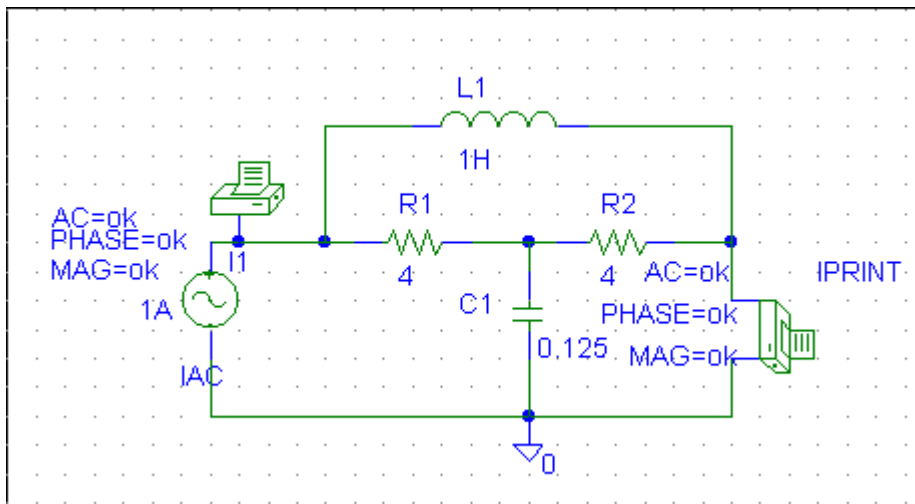 L1
1H
R1
R2
AC=ok
PHASE=ok
MAG=ok
I1
4
4
AC=ok
IPRINT
1A
C1
PHASE=ok
0.125
MAG=ok
IAC
0